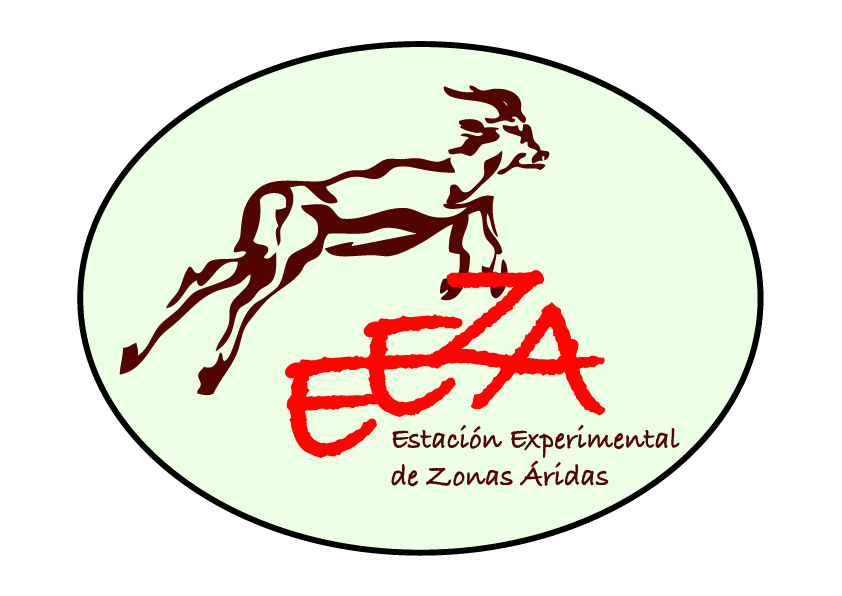 EEZA
Estación Experimental
de Zonas Áridas